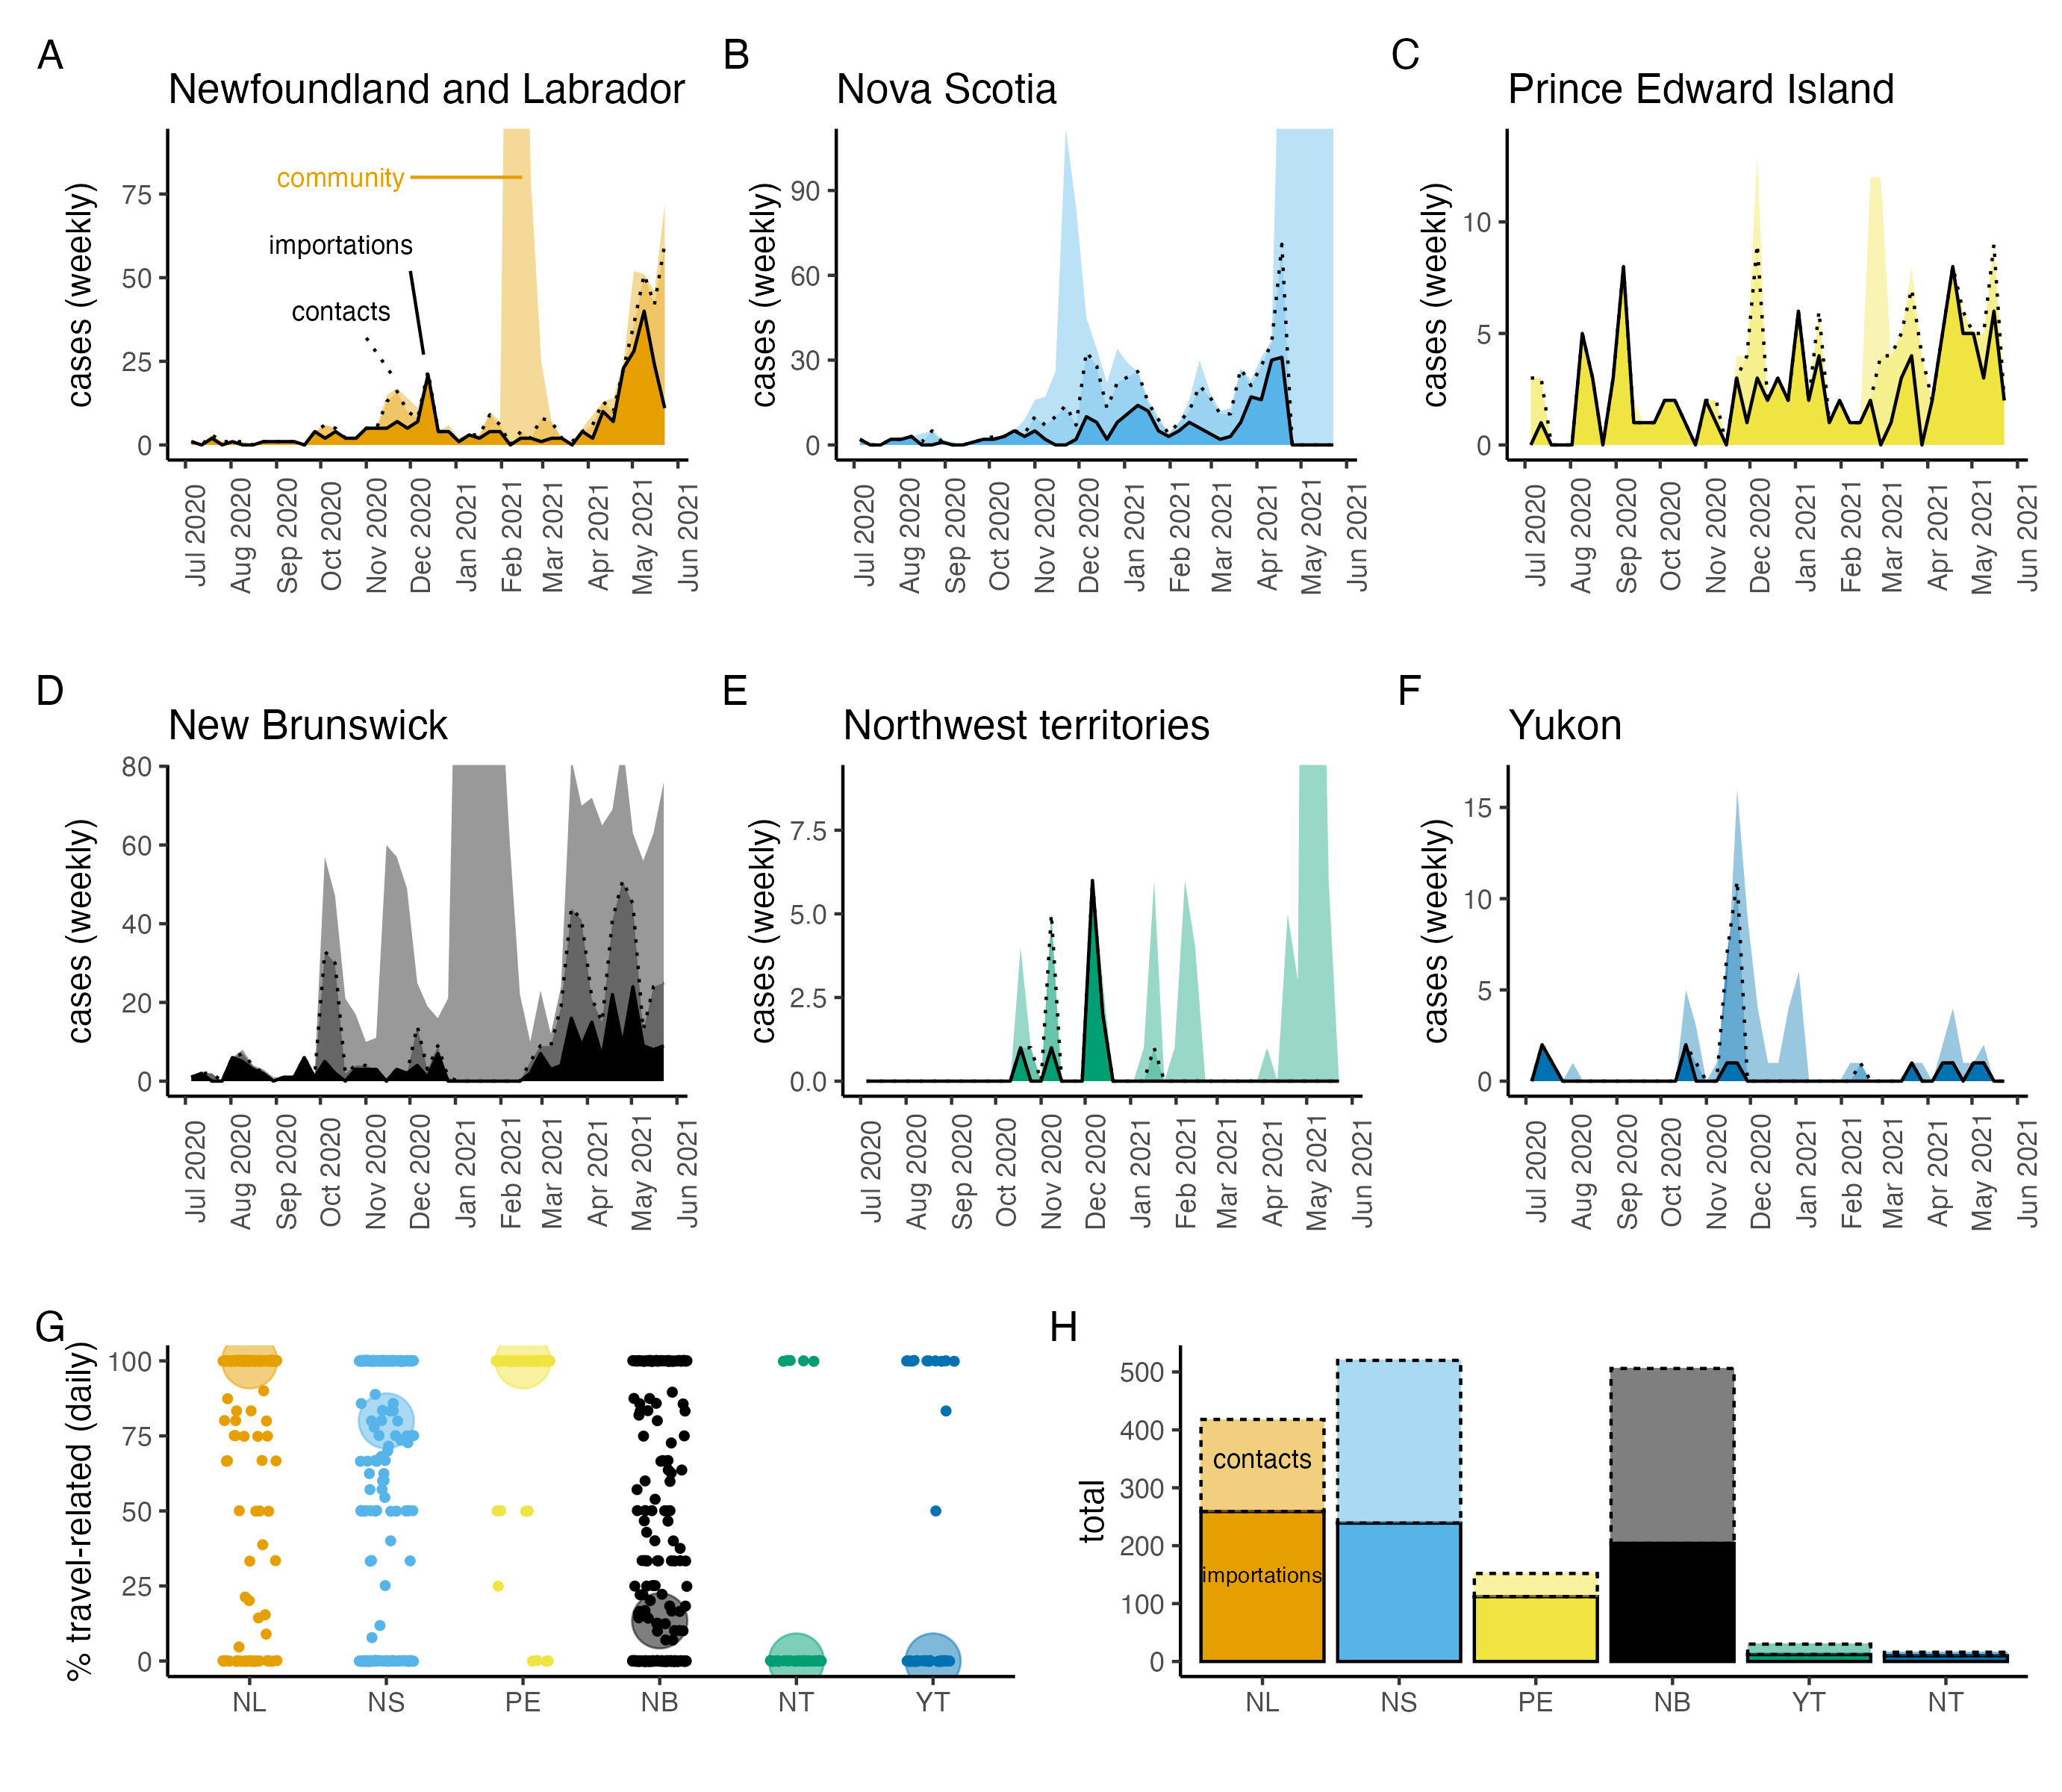 A
Newfoundland and Labrador
cases (weekly)
75
50
25
0
community
importations
contacts
Jul 2020
Aug 2020
Sep 2020
Oct 2020
Nov 2020
Dec 2020
Jan 2021
Feb 2021
Mar 2021
Apr 2021
May 2021
Jun 2021
B
Nova Scotia
cases (weekly)
90
60
30
0
Jul 2020
Aug 2020
Sep 2020
Oct 2020
Nov 2020
Dec 2020
Jan 2021
Feb 2021
Mar 2021
Apr 2021
May 2021
Jun 2021
C
Prince Edward Island
cases (weekly)
10
5
0
Jul 2020
Aug 2020
Sep 2020
Oct 2020
Nov 2020
Dec 2020
Jan 2021
Feb 2021
Mar 2021
Apr 2021
May 2021
Jun 2021
D
New Brunswick
cases (weekly)
80
60
40
20
0
Jul 2020
Aug 2020
Sep 2020
Oct 2020
Nov 2020
Dec 2020
Jan 2021
Feb 2021
Mar 2021
Apr 2021
May 2021
Jun 2021
E
Northwest territories
cases (weekly)
7.5
5.0
2.5
0.0
Jul 2020
Aug 2020
Sep 2020
Oct 2020
Nov 2020
Dec 2020
Jan 2021
Feb 2021
Mar 2021
Apr 2021
May 2021
Jun 2021
F
Yukon
cases (weekly)
15
10
5
0
Jul 2020
Aug 2020
Sep 2020
Oct 2020
Nov 2020
Dec 2020
Jan 2021
Feb 2021
Mar 2021
Apr 2021
May 2021
Jun 2021
G
% travel-related (daily)
100
75
50
25
0
NL NS PE NB NT YT
H
total
500
400
300
200
100
0
contacts
importations
NL NS PE NB YT NT